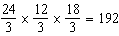 24/3 × 12/3 × 18/3 = 192